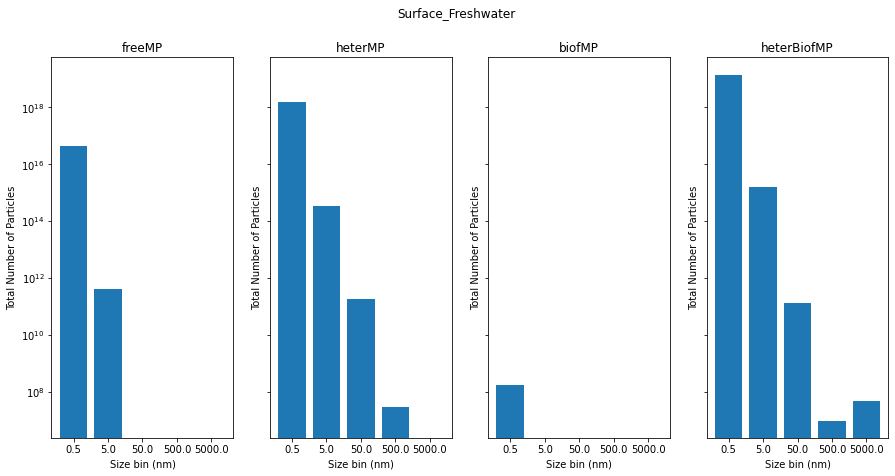 Surface_Freshwater
freeMP
heterMP
biofMP
heterBiofMP
Total Number of Particles
10^18
10^16
10^14
10^12
10^10
10^8
0.5 5.0 50.0 500.0 5000.0
Size bin (nm)
Total Number of Particles
0.5 5.0 50.0 500.0 5000.0
Size bin (nm)
Total Number of Particles
0.5 5.0 50.0 500.0 5000.0
Size bin (nm)
Total Number of Particles
0.5 5.0 50.0 500.0 5000.0
Size bin (nm)